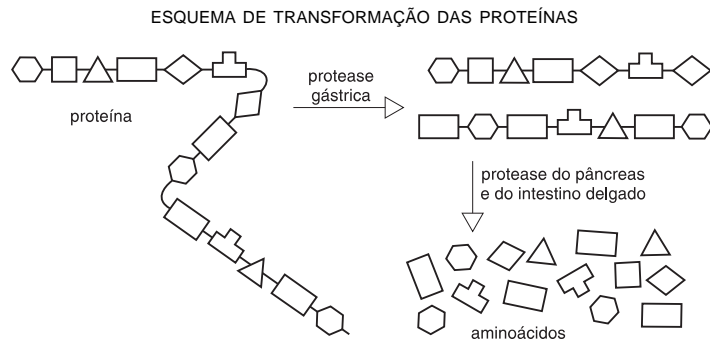 ESQUEMA DE TRANSFORMAÇÃO DAS PROTEÍNAS
proteína
protease
gástrica
protease do pâncreas
e do intestino delgado
aminoácidos